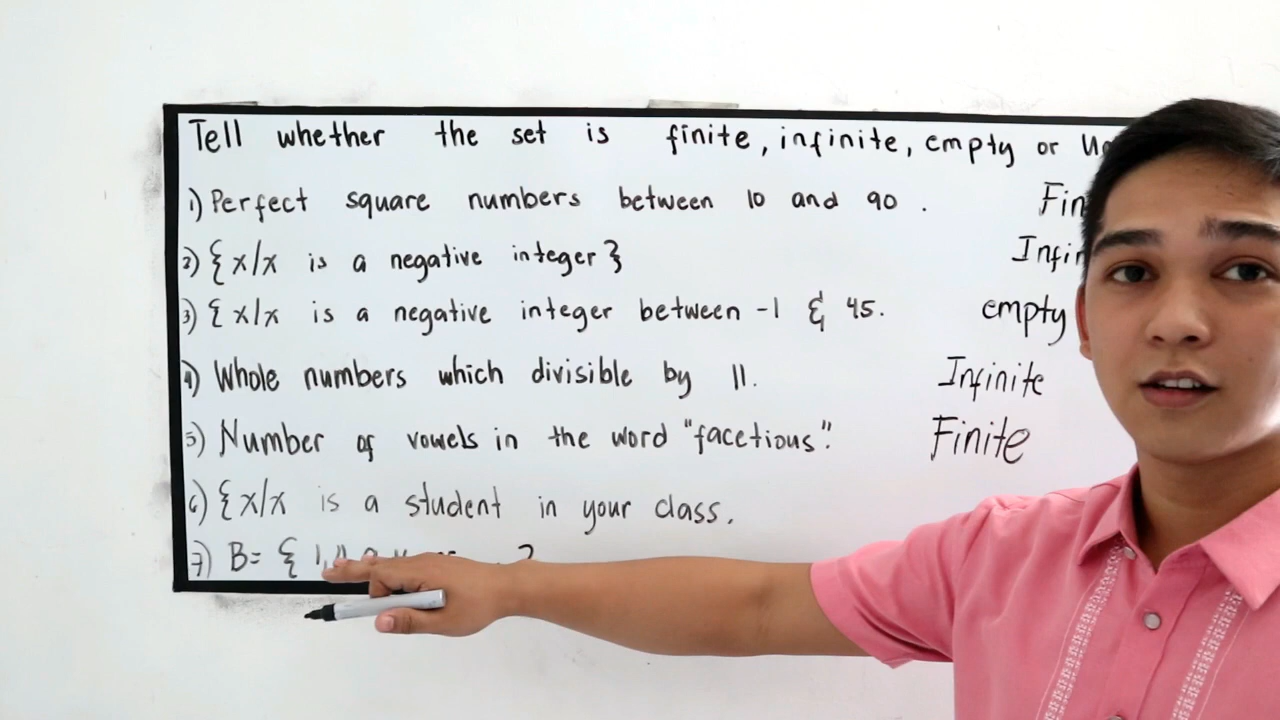 Tell whether the set is finite, infinite, empty or
1) Perfect square numbers between 10 and 90 . Fin
2) {x/x is a negative integer} Infin
3) {x/x is a negative integer between -1 & 45. empty
4) Whole numbers which divisible by 11. Infinite
5) Number of vowels in the word "facetious". Finite
6) {x/x is a student in your class.
7) B= {